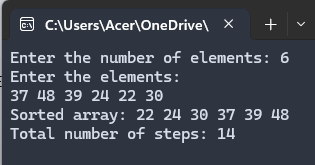 C:\Users\Acer\OneDrive\
Enter the number of elements: 6
Enter the elements:
37 48 39 24 22 30
Sorted array: 22 24 30 37 39 48
Total number of steps: 14